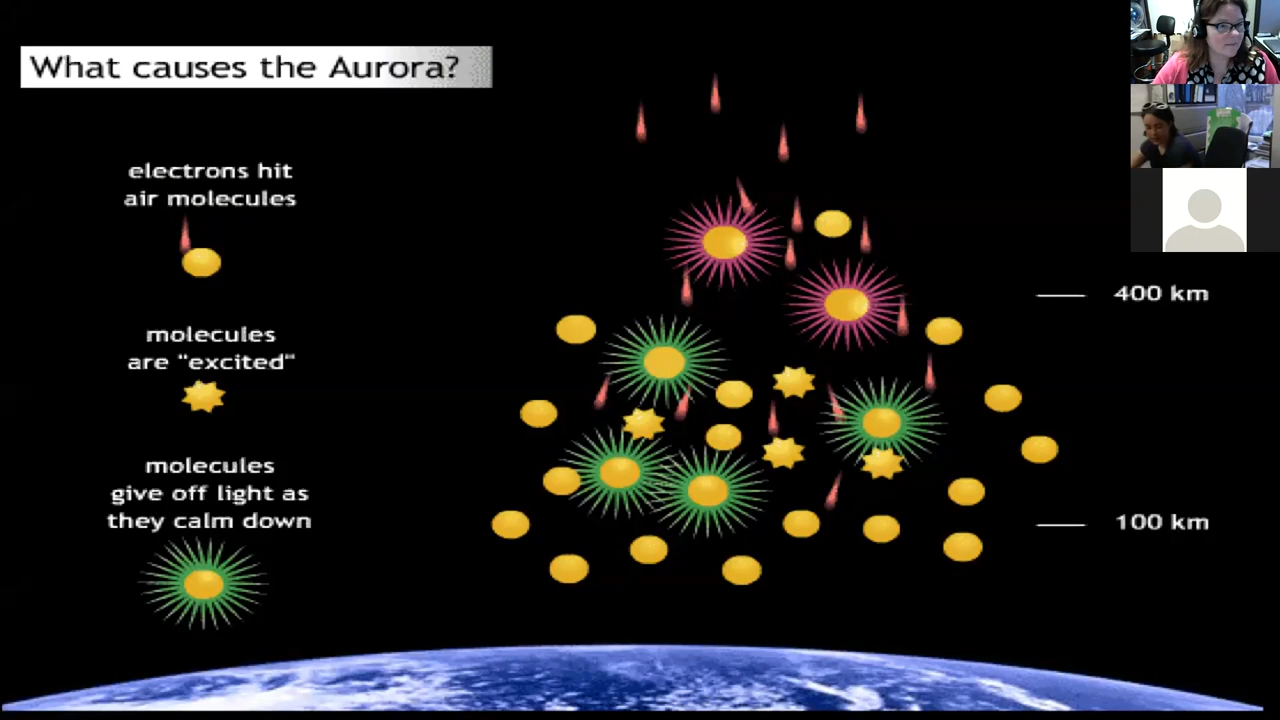 What causes the Aurora?
electrons hit
air molecules
molecules
are "excited"
molecules
give off light as
they calm down
400 km
100 km